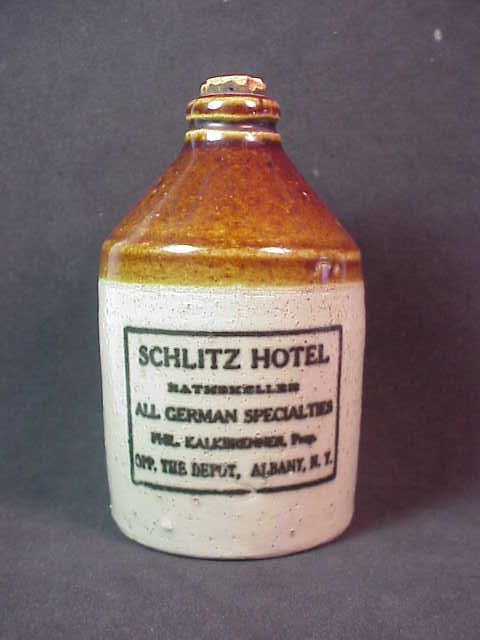 SCHLITZ HOTEL
RATHSKELLER
ALL GERMAN SPECIALTIES
PHIL. KALKBRENNER, Prop.
OPP. THE DEPOT, ALBANY, N.Y.